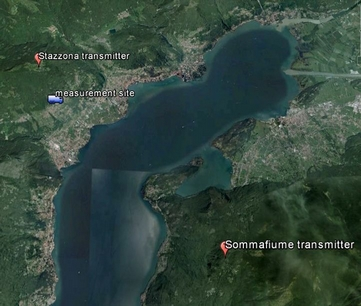 Stazzona transmitter
measurement site
Sommafiume transmitter